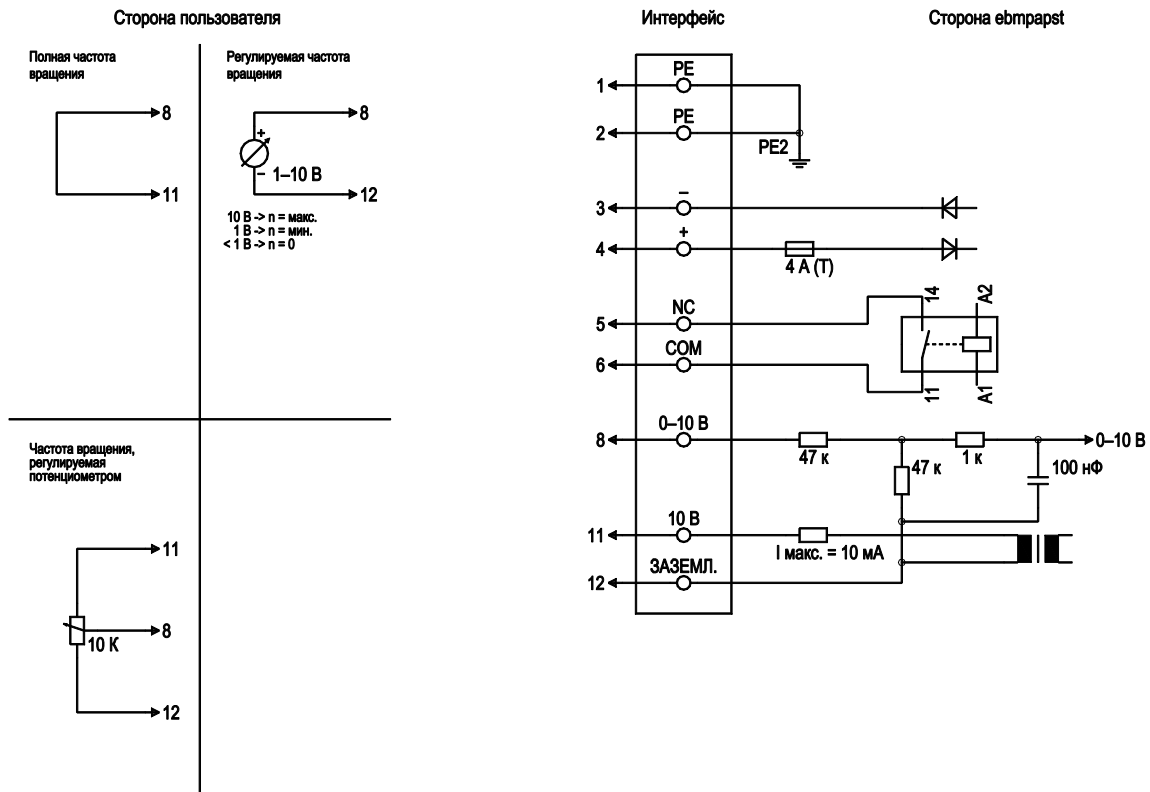 Сторона пользователя
Интерфейс
Сторона ebmpapst
Полная частота
вращения
8
11
Регулируемая частота
вращения
8
+
–
1–10 В
12
10 В -> n = макс.
1 В -> n = мин.
< 1 В -> n = 0
Частота вращения,
регулируемая
потенциометром
11
8
10 К
12
1
PE
2
PE
PE2
3
–
4
+
4 А (Т)
5
NC
6
COM
14
A2
11
A1
8
0–10 В
47 к
47 к
1 к
100 нФ
0–10 В
11
10 В
I макс. = 10 мА
12
ЗАЗЕМЛ.